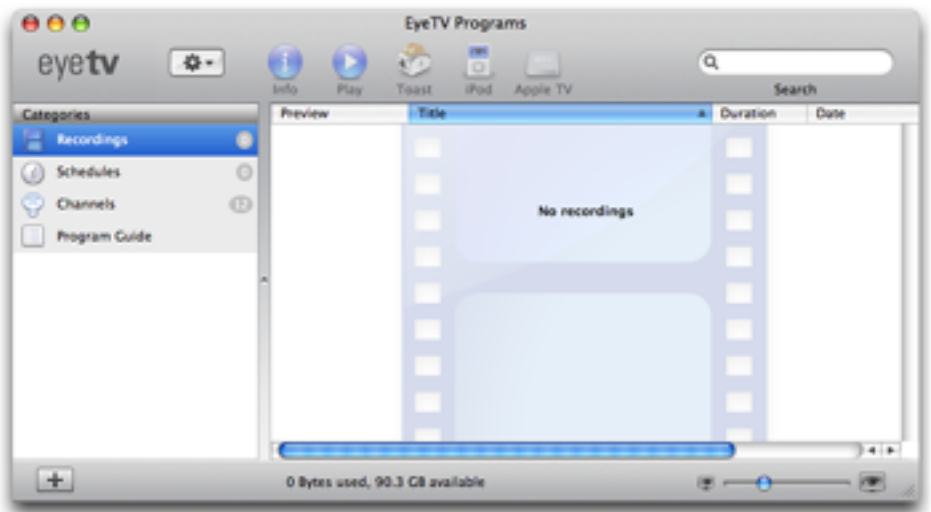 EyeTV Programs
eyetv
Info Play Toast iPod Apple TV
Search
Categories
Preview Title Duration Date
Recordings
Schedules
Channels
Program Guide
No recordings
0 Bytes used, 90.3 GB available